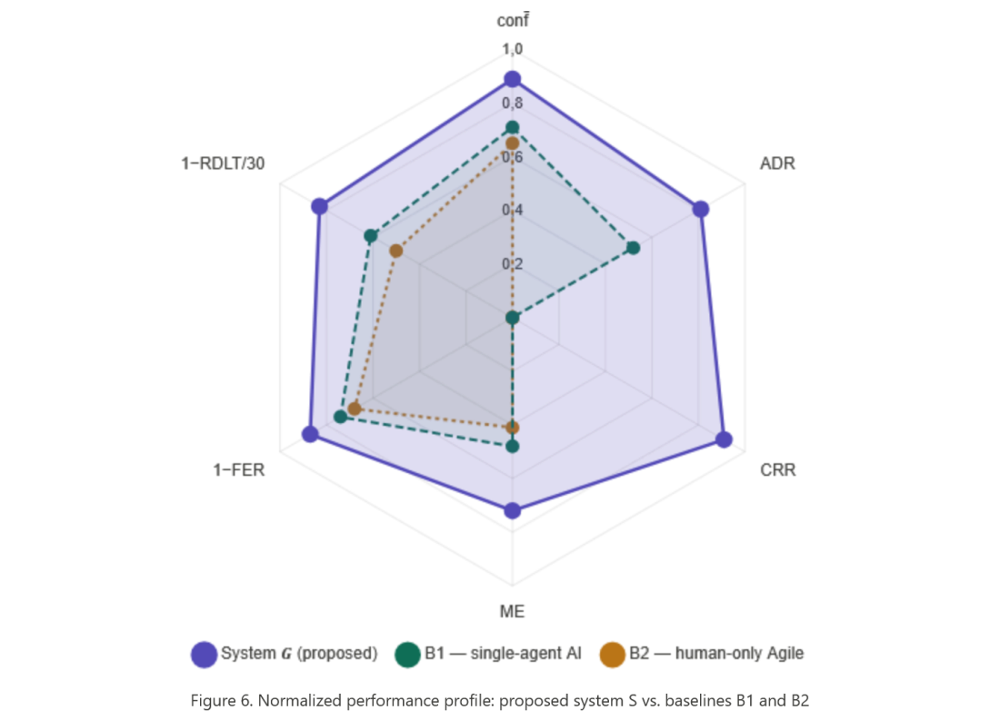 conf̄
1,0
0,8
0,6
0,4
0,2
1−RDLT/30
ADR
1−FER
CRR
ME
System G (proposed) B1 — single-agent AI B2 — human-only Agile
Figure 6. Normalized performance profile: proposed system S vs. baselines B1 and B2